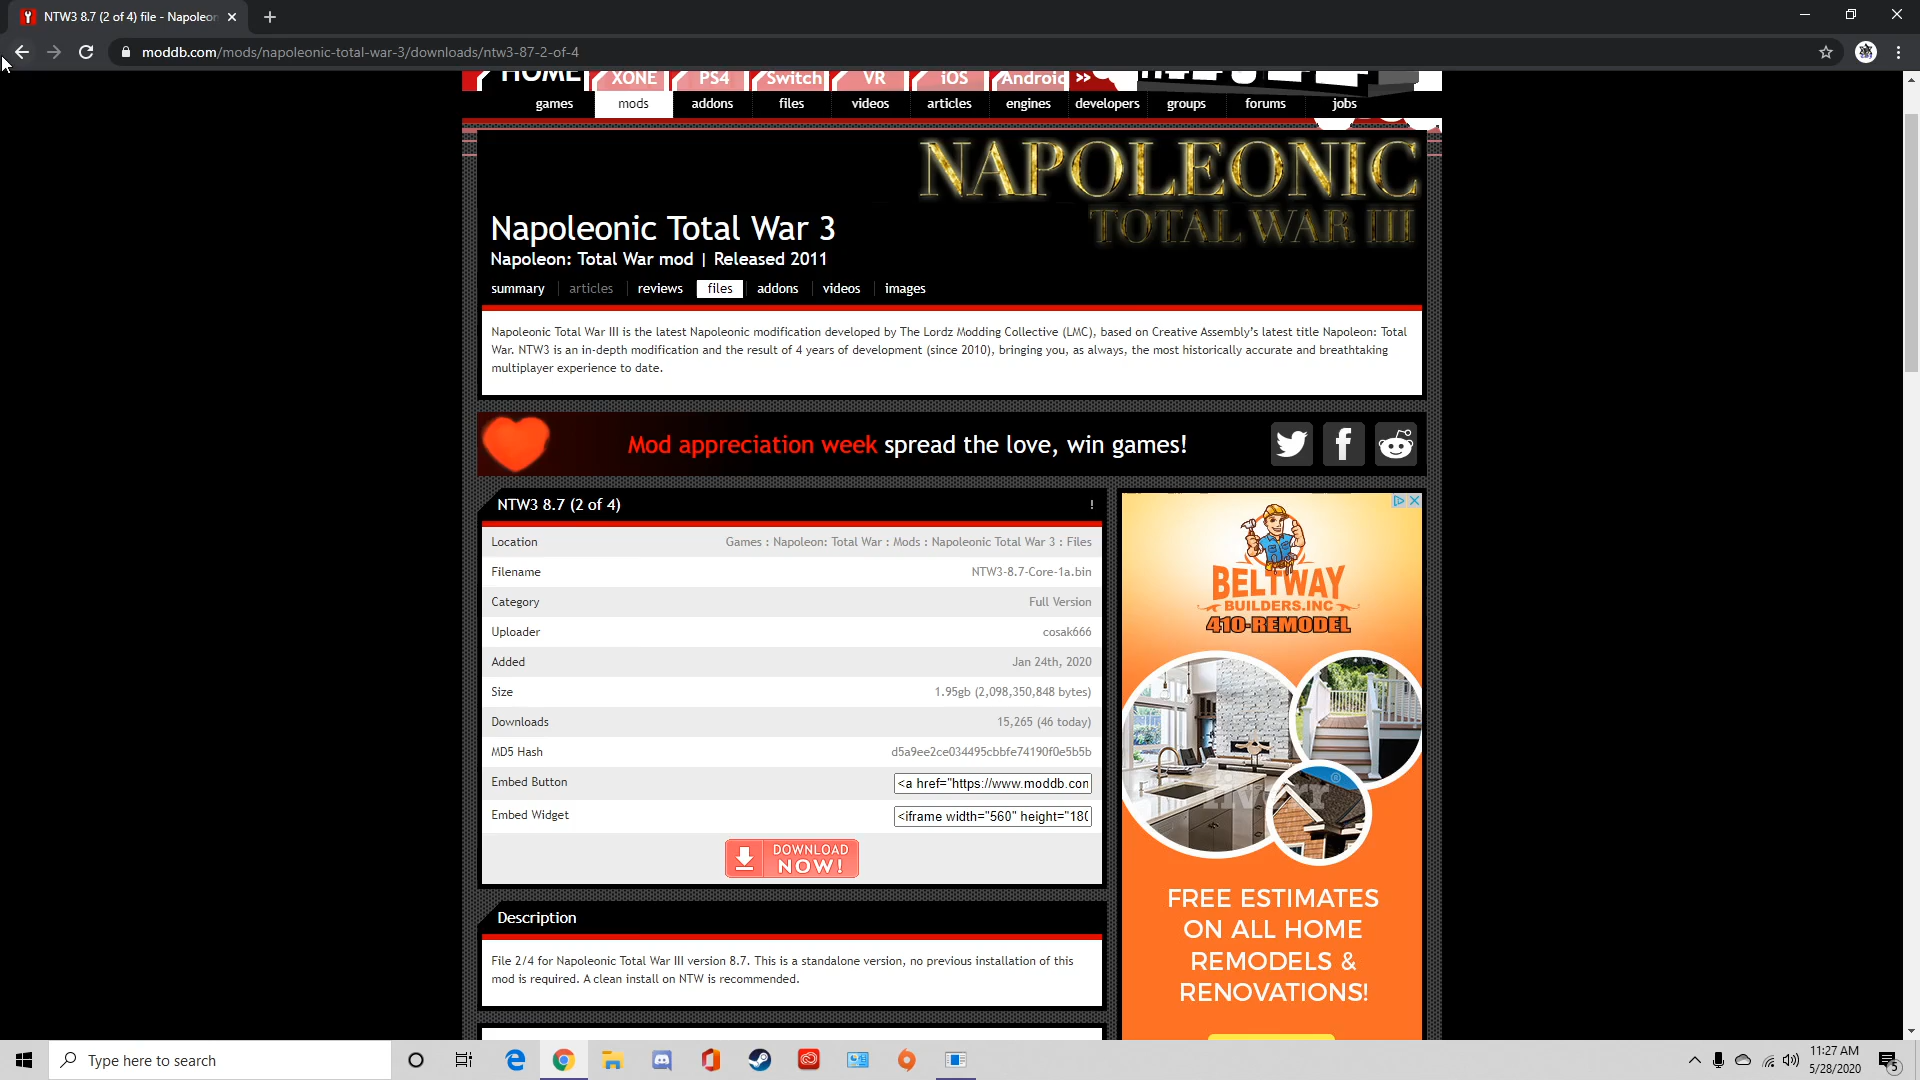 NTW3 8.7 (2 of 4) file - Napoleon
moddb.com/mods/napoleonic-total-war-3/downloads/ntw3-87-2-of-4
HOME XONE PS4 Switch VR iOS Android >>
games mods addons files videos articles engines developers groups forums jobs
NAPOLEONIC
TOTAL WAR III
Napoleonic Total War 3
Napoleon: Total War mod | Released 2011
summary articles reviews files addons videos images
Napoleonic Total War III is the latest Napoleonic modification developed by The Lordz Modding Collective (LMC), based on Creative Assembly's latest title Napoleon: Total
War. NTW3 is an in-depth modification and the result of 4 years of development (since 2010), bringing you, as always, the most historically accurate and breathtaking
multiplayer experience to date.
Mod appreciation week spread the love, win games!
NTW3 8.7 (2 of 4) !
Location Games : Napoleon: Total War : Mods : Napoleonic Total War 3 : Files
Filename NTW3-8.7-Core-1a.bin
Category Full Version
Uploader cosak666
Added Jan 24th, 2020
Size 1.95gb (2,098,350,848 bytes)
Downloads 15,265 (46 today)
MD5 Hash d5a9ee2ce034495cbbfe74190f0e5b5b
Embed Button <a href="https://www.moddb.con
Embed Widget <iframe width="560" height="180
DOWNLOAD
NOW!
Description
File 2/4 for Napoleonic Total War III version 8.7. This is a standalone version, no previous installation of this
mod is required. A clean install on NTW is recommended.
BELTWAY
BUILDERS.INC
410-REMODEL
fiverr
FREE ESTIMATES
ON ALL HOME
REMODELS &
RENOVATIONS!
Type here to search
11:27 AM
5/28/2020
5